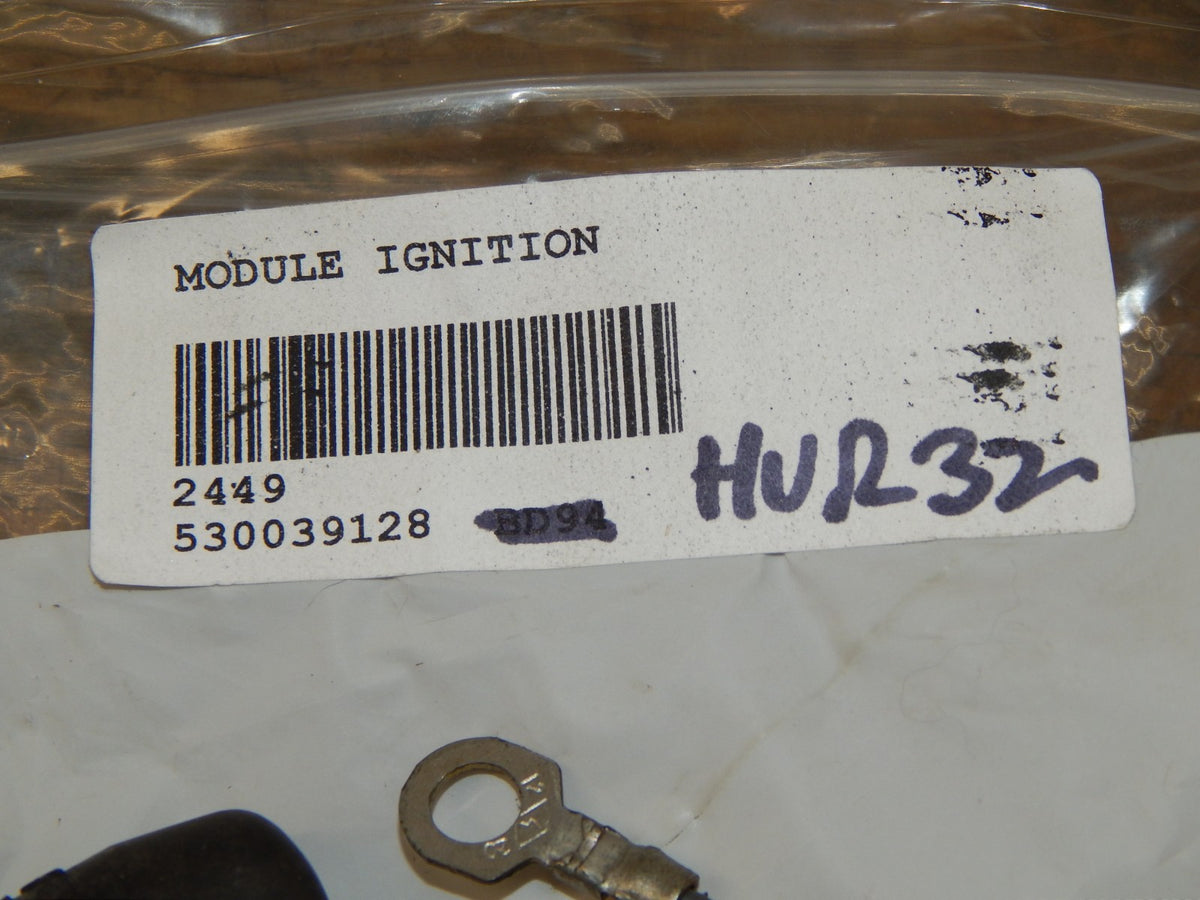 MODULE IGNITION
2449
530039128 BD94
HUR32